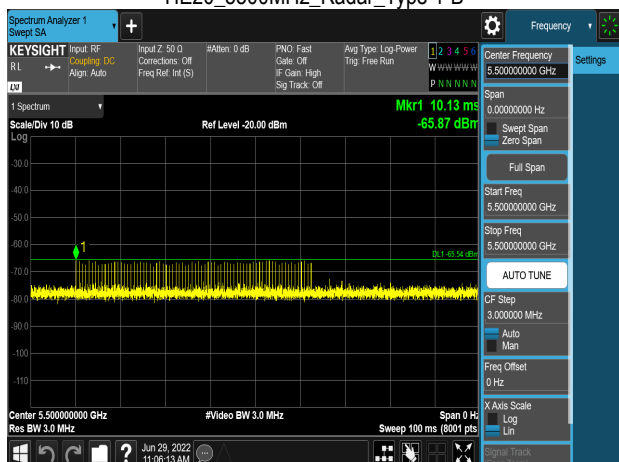 HE20_5500MHz_Radar_Type 1 B
Spectrum Analyzer 1
Swept SA
Frequency
KEYSIGHT
R L
LXI
Input: RF
Coupling: DC
Align: Auto
Input Z: 50 Ω
Corrections: Off
Freq Ref: Int (S)
#Atten: 0 dB
PNO: Fast
Gate: Off
IF Gain: High
Sig Track: Off
Avg Type: Log-Power
Trig: Free Run
1 2 3 4 5 6
W W W W W W
P N N N N N
1 Spectrum
Scale/Div 10 dB
Log
Ref Level -20.00 dBm
Mkr1 10.13 ms
-65.87 dBm
-30.0
-40.0
-50.0
-60.0
-70.0
-80.0
-90.0
-100
-110
1
DL1 -65.54 dBm
Center 5.500000000 GHz
Res BW 3.0 MHz
#Video BW 3.0 MHz
Span 0 Hz
Sweep 100 ms (8001 pts)
Jun 29, 2022
11:06:13 AM
Center Frequency
5.500000000 GHz
Settings
Span
0.00000000 Hz
Swept Span
Zero Span
Full Span
Start Freq
5.500000000 GHz
Stop Freq
5.500000000 GHz
AUTO TUNE
CF Step
3.000000 MHz
Auto
Man
Freq Offset
0 Hz
X Axis Scale
Log
Lin
Signal Track